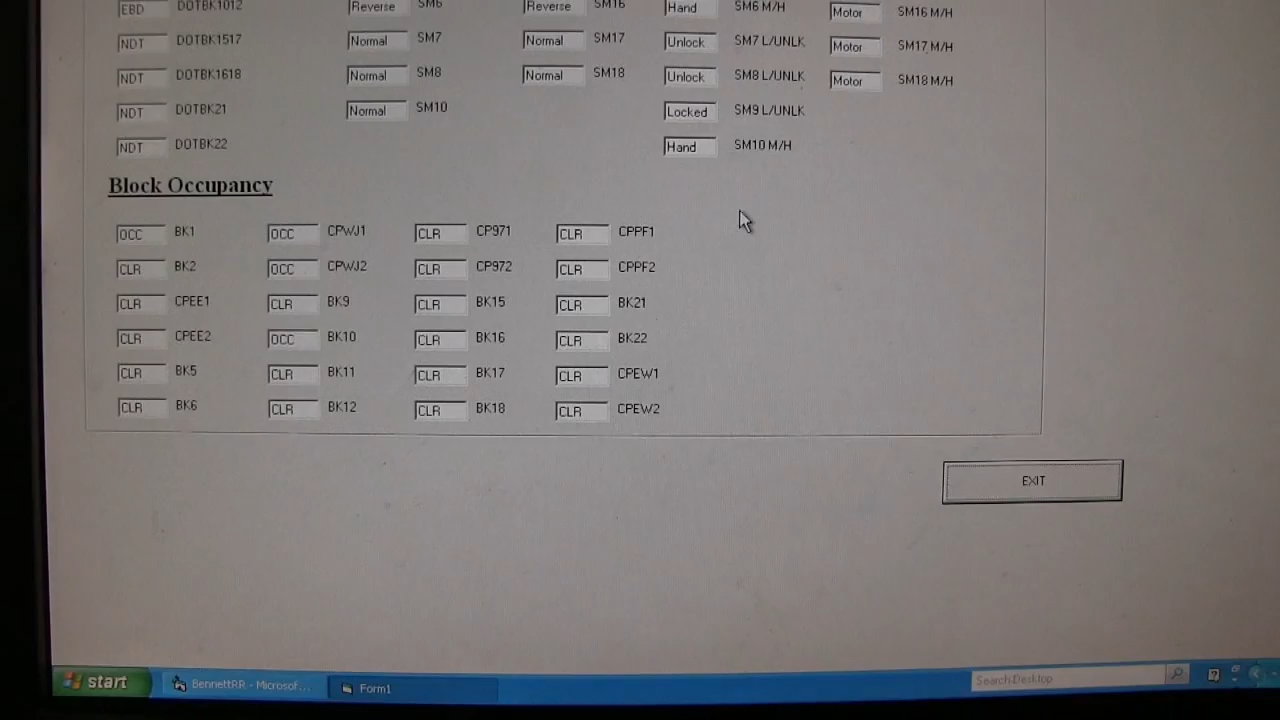 EBD DOTBK1012 Reverse SM6 Reverse SM16 Hand SM6 M/H Motor SM16 M/H
NDT DOTBK1517 Normal SM7 Normal SM17 Unlock SM7 L/UNLK Motor SM17 M/H
NDT DOTBK1618 Normal SM8 Normal SM18 Unlock SM8 L/UNLK Motor SM18 M/H
NDT DOTBK21 Normal SM10 Locked SM9 L/UNLK
NDT DOTBK22 Hand SM10 M/H
Block Occupancy
OCC BK1 OCC CPWJ1 CLR CP971 CLR CPPF1
CLR BK2 OCC CPWJ2 CLR CP972 CLR CPPF2
CLR CPEE1 CLR BK9 CLR BK15 CLR BK21
CLR CPEE2 OCC BK10 CLR BK16 CLR BK22
CLR BK5 CLR BK11 CLR BK17 CLR CPEW1
CLR BK6 CLR BK12 CLR BK18 CLR CPEW2
EXIT
start BennettRR - Microsof... Form1 Search Desktop